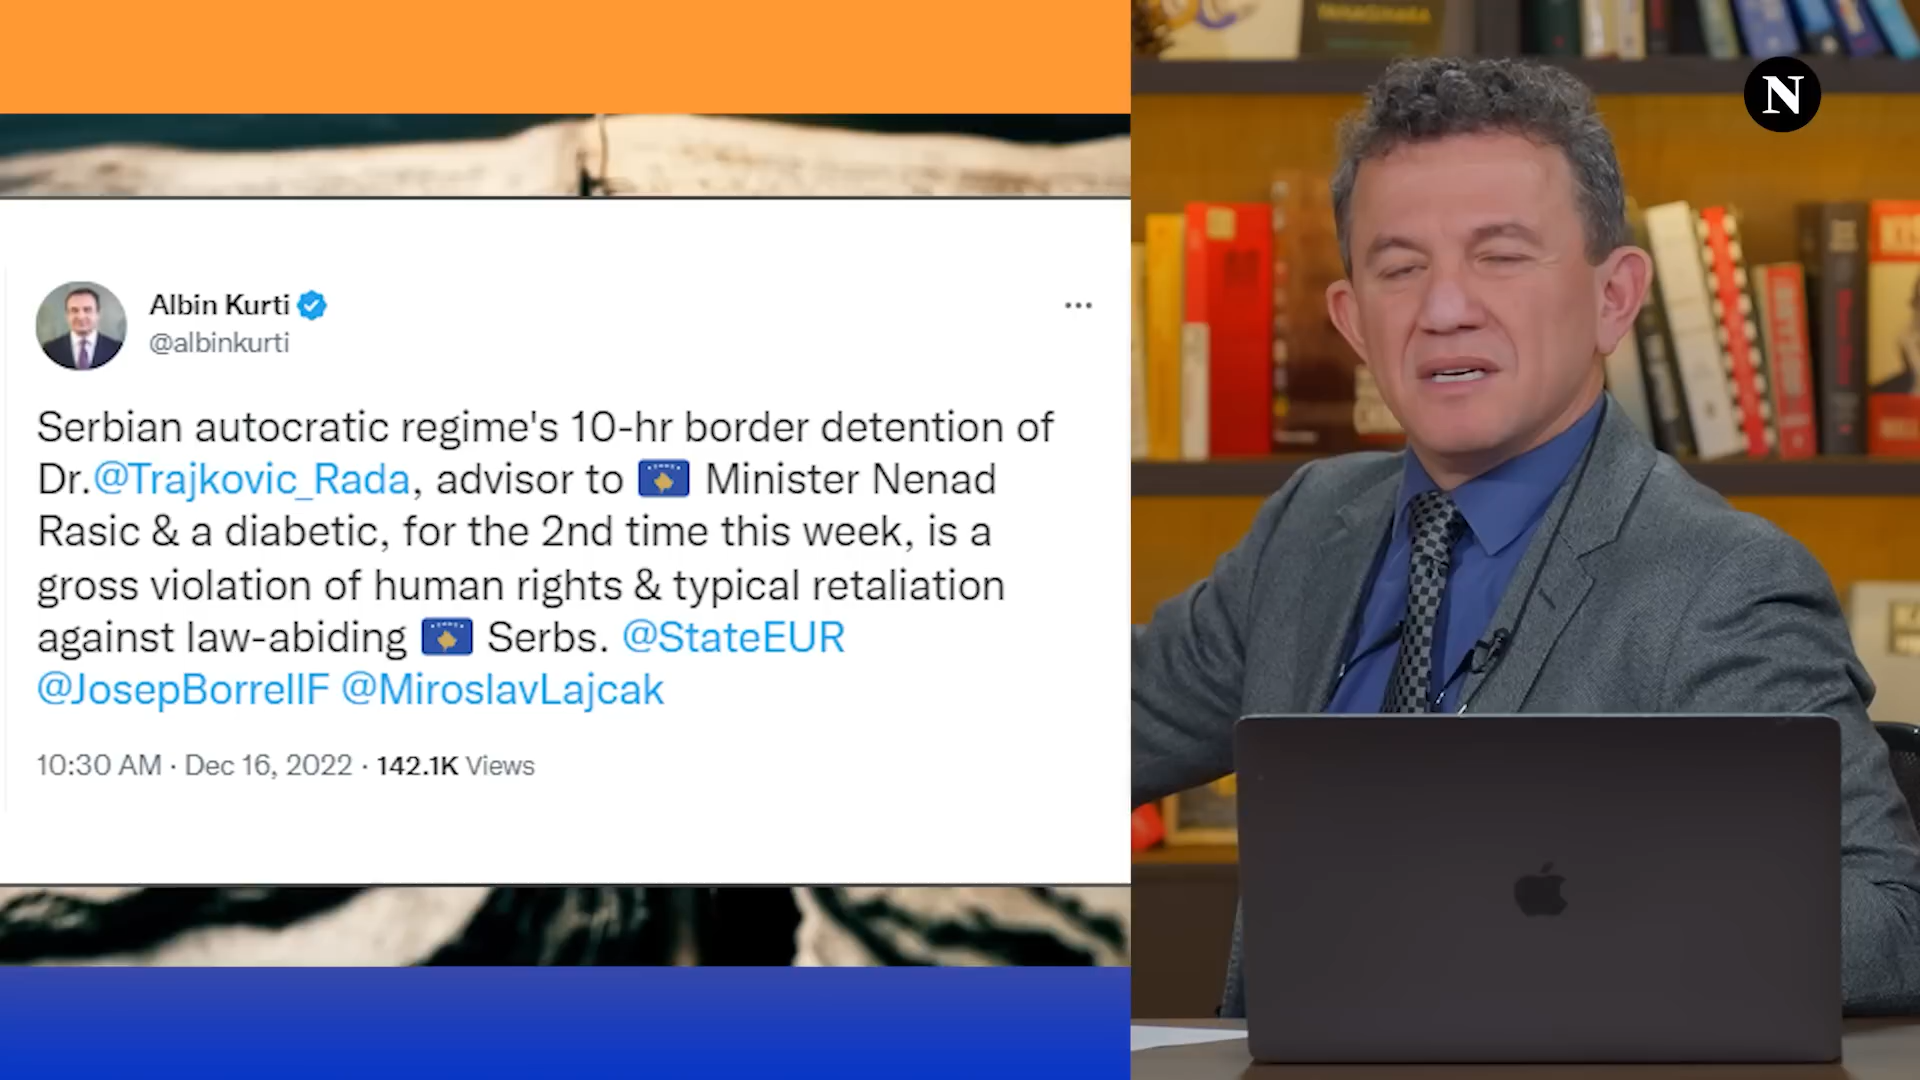 N
Albin Kurti
@albinkurti
Serbian autocratic regime's 10-hr border detention of
Dr.@Trajkovic_Rada, advisor to 🇽🇰 Minister Nenad
Rasic & a diabetic, for the 2nd time this week, is a
gross violation of human rights & typical retaliation
against law-abiding 🇽🇰 Serbs. @StateEUR
@JosepBorrellF @MiroslavLajcak
10:30 AM · Dec 16, 2022 · 142.1K Views